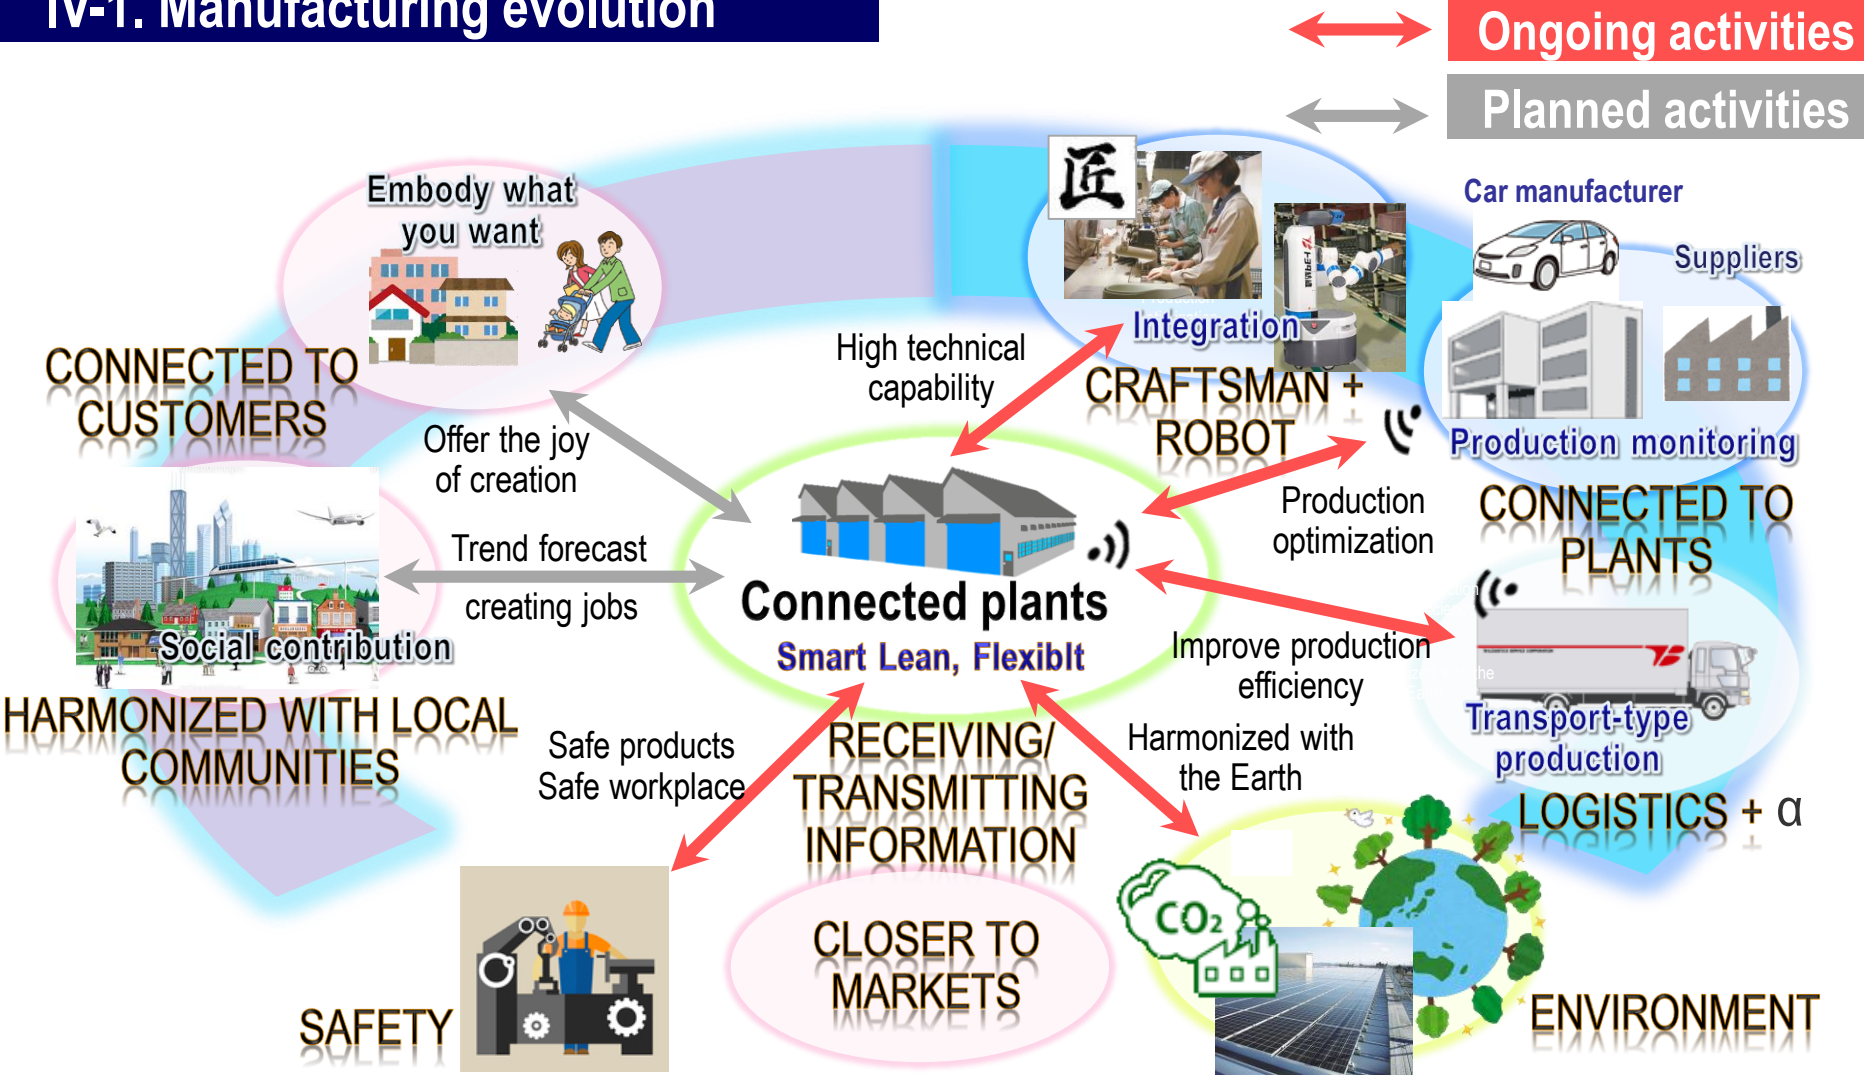 IV-1. Manufacturing evolution
Ongoing activities
Planned activities
Embody what
you want
匠
Integration
Car manufacturer
Suppliers
Production monitoring
CONNECTED TO
CUSTOMERS
High technical
capability
CRAFTSMAN +
ROBOT
Offer the joy
of creation
Production
optimization
CONNECTED TO
PLANTS
Trend forecast
creating jobs
Connected plants
Smart Lean, Flexiblt
Social contribution
Improve production
efficiency
Transport-type
production
HARMONIZED WITH LOCAL
COMMUNITIES
Safe products
Safe workplace
RECEIVING/
TRANSMITTING
INFORMATION
Harmonized with
the Earth
LOGISTICS + α
CO2
CLOSER TO
MARKETS
SAFETY
ENVIRONMENT